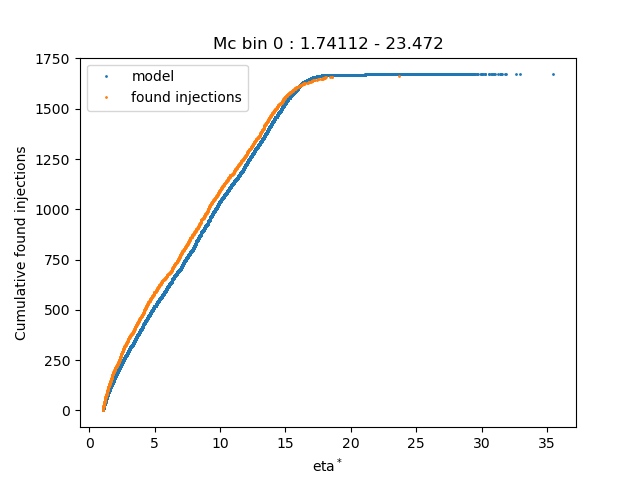 Mc bin 0 : 1.74112 - 23.472
model
found injections
Cumulative found injections
1750
1500
1250
1000
750
500
250
0
0 5 10 15 20 25 30 35
eta*